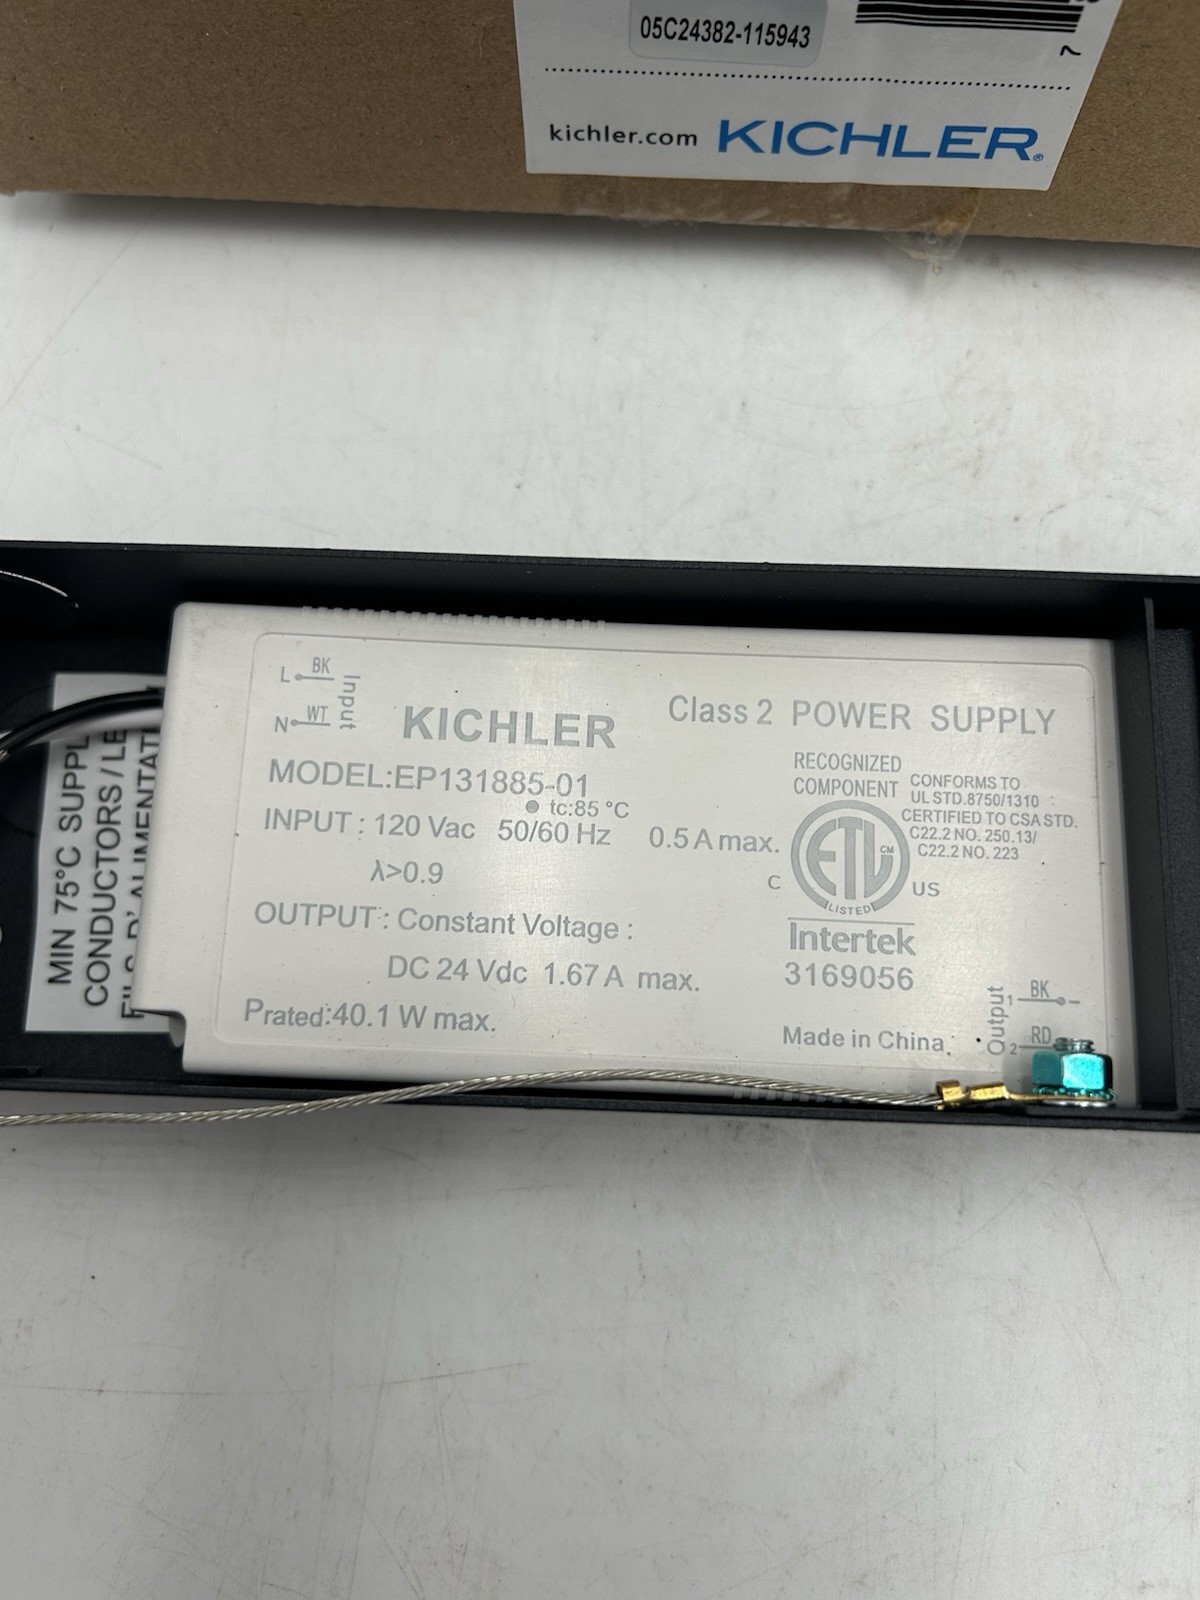 05C24382-115943
7
kichler.com KICHLER®
L BK
N WT
Input
KICHLER
Class 2 POWER SUPPLY
MODEL:EP131885-01
tc:85 °C
INPUT : 120 Vac 50/60 Hz 0.5 A max.
λ>0.9
OUTPUT : Constant Voltage :
DC 24 Vdc 1.67 A max.
Prated:40.1 W max.
RECOGNIZED
COMPONENT
CONFORMS TO
UL STD.8750/1310
CERTIFIED TO CSA STD.
C22.2 NO. 250.13/
C22.2 NO. 223
C ETL CM US
LISTED
Intertek
3169056
Made in China
Output
1 BK -
2 RD
MIN 75°C SUPPL
CONDUCTORS / LE
D' ALIMENTAT